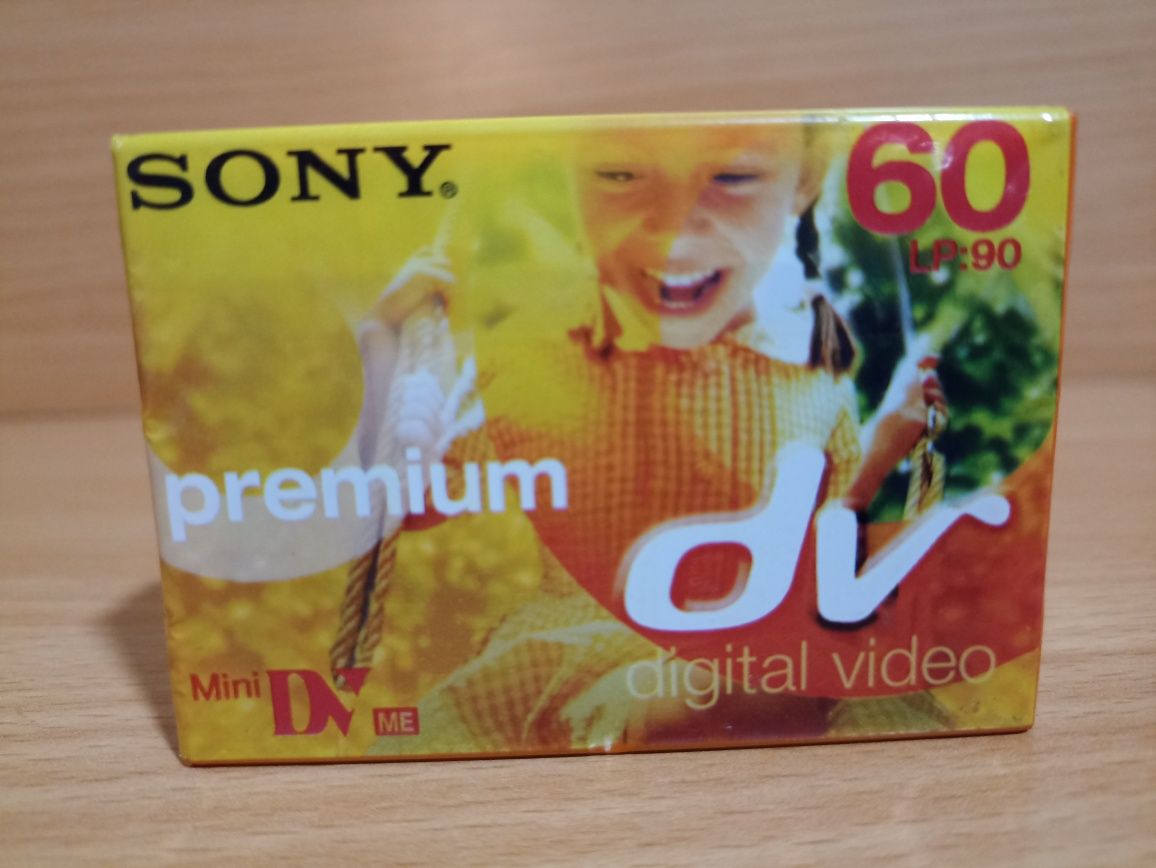 SONY®
60
LP:90
premium
dv
digital video
Mini DV ME